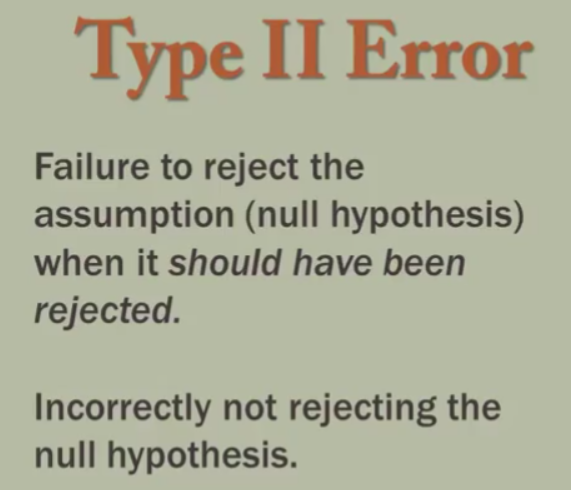 Type II Error
Failure to reject the
assumption (null hypothesis)
when it should have been
rejected.
Incorrectly not rejecting the
null hypothesis.